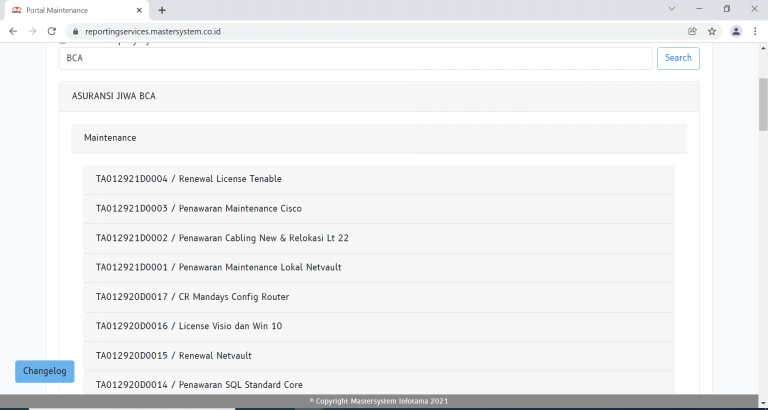 Portal Maintenance
reportingservices.mastersystem.co.id
BCA
Search
ASURANSI JIWA BCA
Maintenance
TA012921D0004 / Renewal License Tenable
TA012921D0003 / Penawaran Maintenance Cisco
TA012921D0002 / Penawaran Cabling New & Relokasi Lt 22
TA012921D0001 / Penawaran Maintenance Lokal Netvault
TA012920D0017 / CR Mandays Config Router
TA012920D0016 / License Visio dan Win 10
TA012920D0015 / Renewal Netvault
Changelog
TA012920D0014 / Penawaran SQL Standard Core
© Copyright Mastersystem Infotama 2021